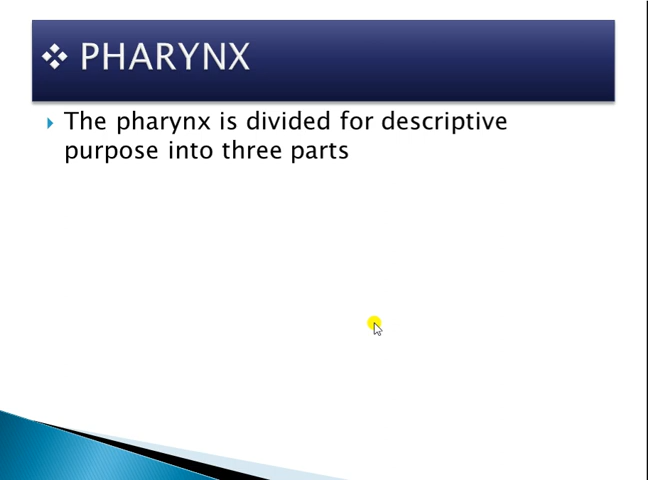 ❖ PHARYNX
The pharynx is divided for descriptive
purpose into three parts